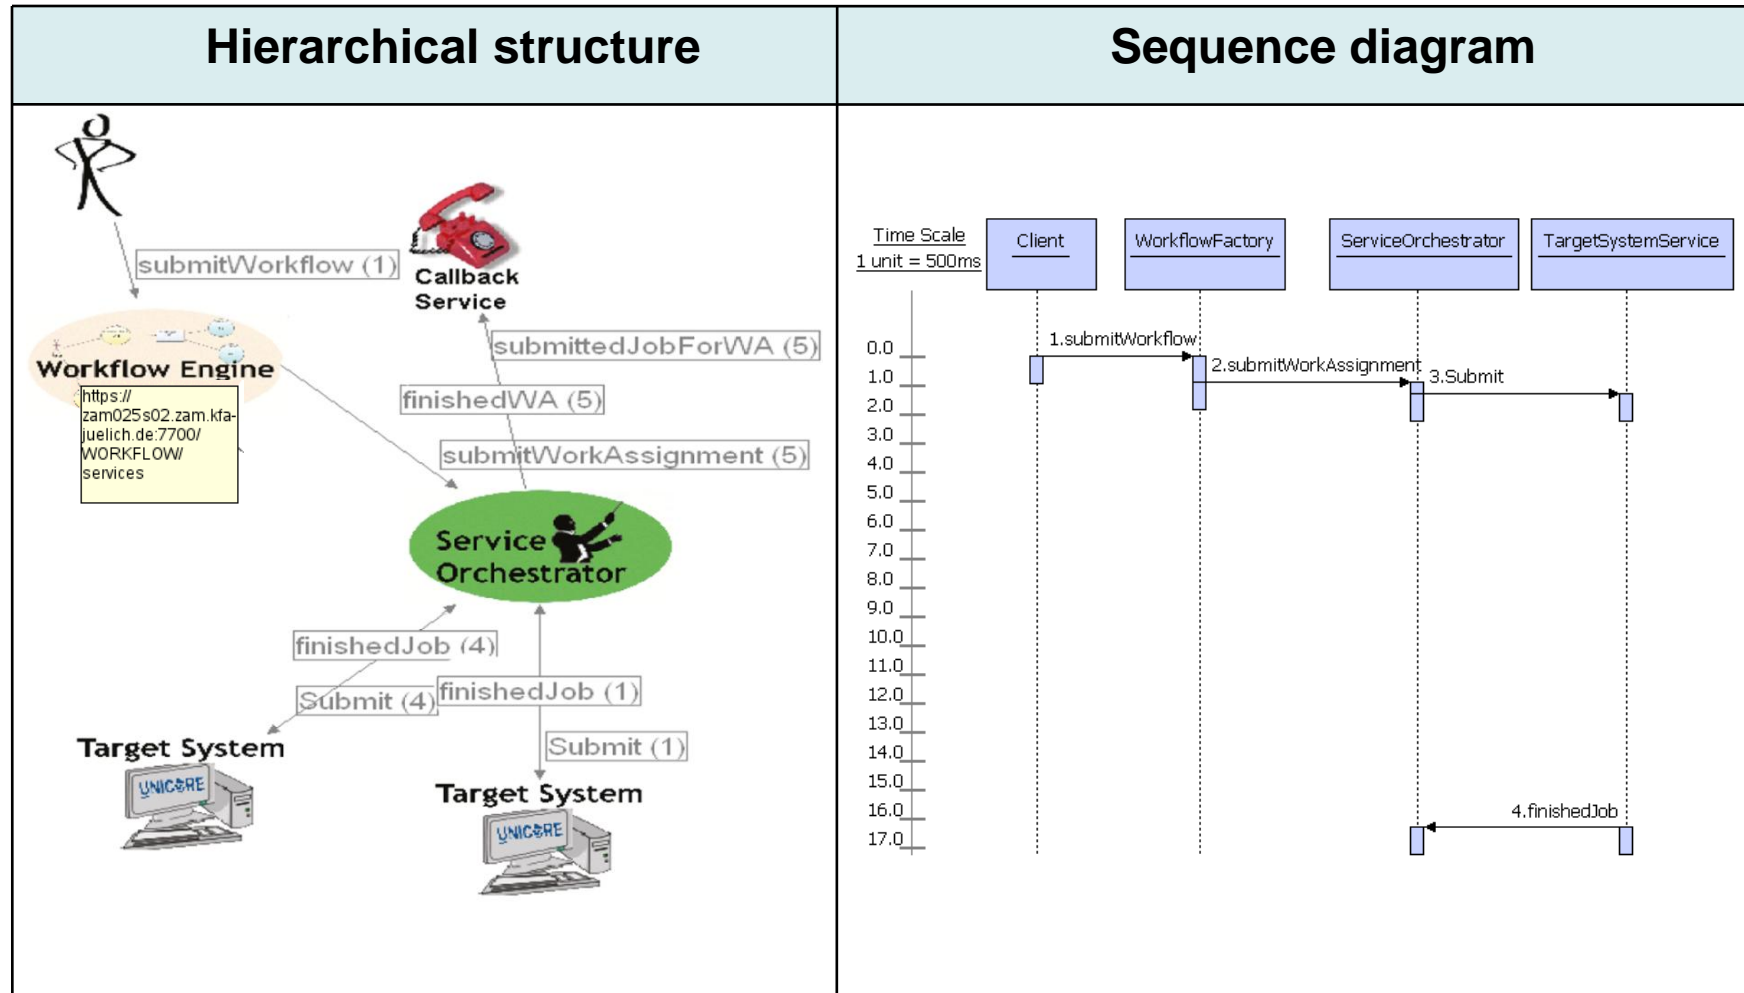 Hierarchical structure
Sequence diagram
submitWorkflow (1)
Callback
Service
submittedJobForWA (5)
Workflow Engine
https://
zam025s02.zam.kfa-
juelich.de:7700/
WORKFLOW/
services
finishedWA (5)
submitWorkAssignment (5)
Service
Orchestrator
finishedJob (4)
Submit (4)
finishedJob (1)
Submit (1)
Target System
UNICORE
Target System
UNICORE
Time Scale
1 unit = 500ms
Client
WorkflowFactory
ServiceOrchestrator
TargetSystemService
0.0
1.0
2.0
3.0
4.0
5.0
6.0
7.0
8.0
9.0
10.0
11.0
12.0
13.0
14.0
15.0
16.0
17.0
1.submitWorkflow
2.submitWorkAssignment
3.Submit
4.finishedJob